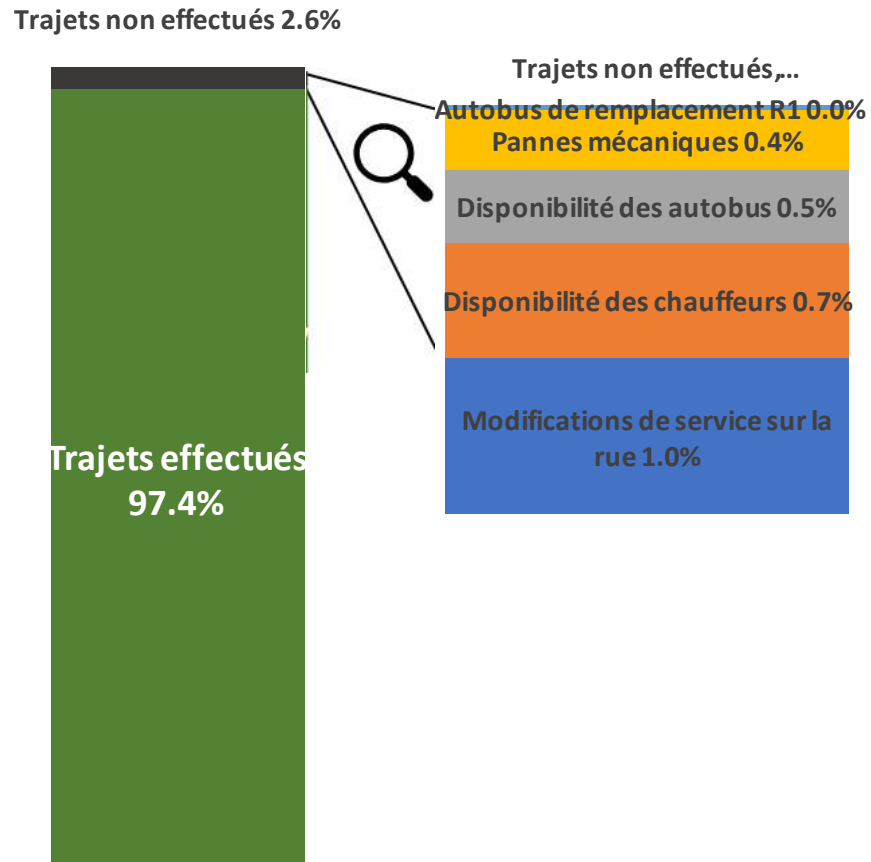 Trajets non effectués 2.6%
Trajets non effectués,...
Autobus de remplacement R1 0.0%
Pannes mécaniques 0.4%
Disponibilité des autobus 0.5%
Disponibilité des chauffeurs 0.7%
Modifications de service sur la
rue 1.0%
Trajets effectués
97.4%